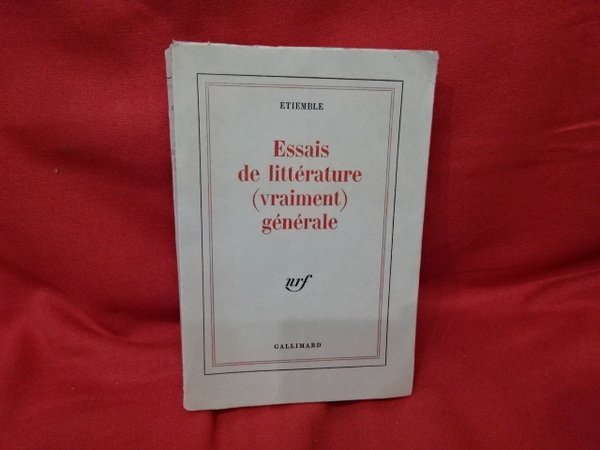 ETIEMBLE
Essais
de littérature
(vraiment)
générale
nrf
GALLIMARD